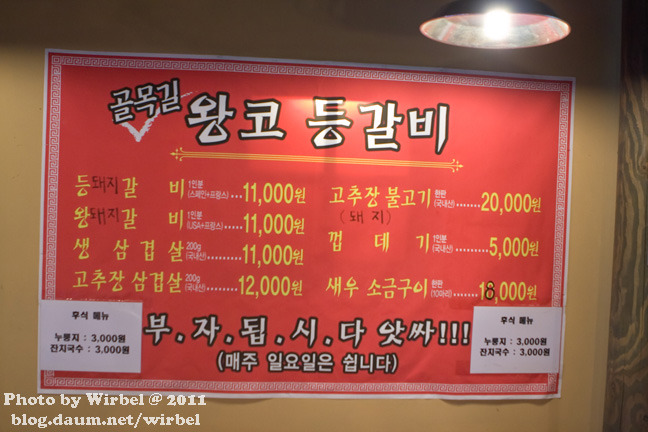 골목길 왕코 등갈비
등돼지갈 비 1인분 (스페인+프랑스) ...11,000원
왕돼지갈 비 1인분 (USA+프랑스) ...11,000원
생 삼 겹 살 200g (국내산) ......11,000원
고추장 삼겹살 200g (국내산) ......12,000원
고추장 불고기 한판 (국내산) ......20,000원
( 돼 지 )
껍 데 기 1인분 (국내산) ......5,000원
새우 소금구이 한판 (10마리) ......18,000원
부.자.됩.시.다 앗싸!!!
(매주 일요일은 쉽니다)
후식 메뉴
누룽지 : 3,000원
잔치국수 : 3,000원
후식 메뉴
누룽지 : 3,000원
잔치국수 : 3,000원
Photo by Wirbel @ 2011
blog.daum.net/wirbel